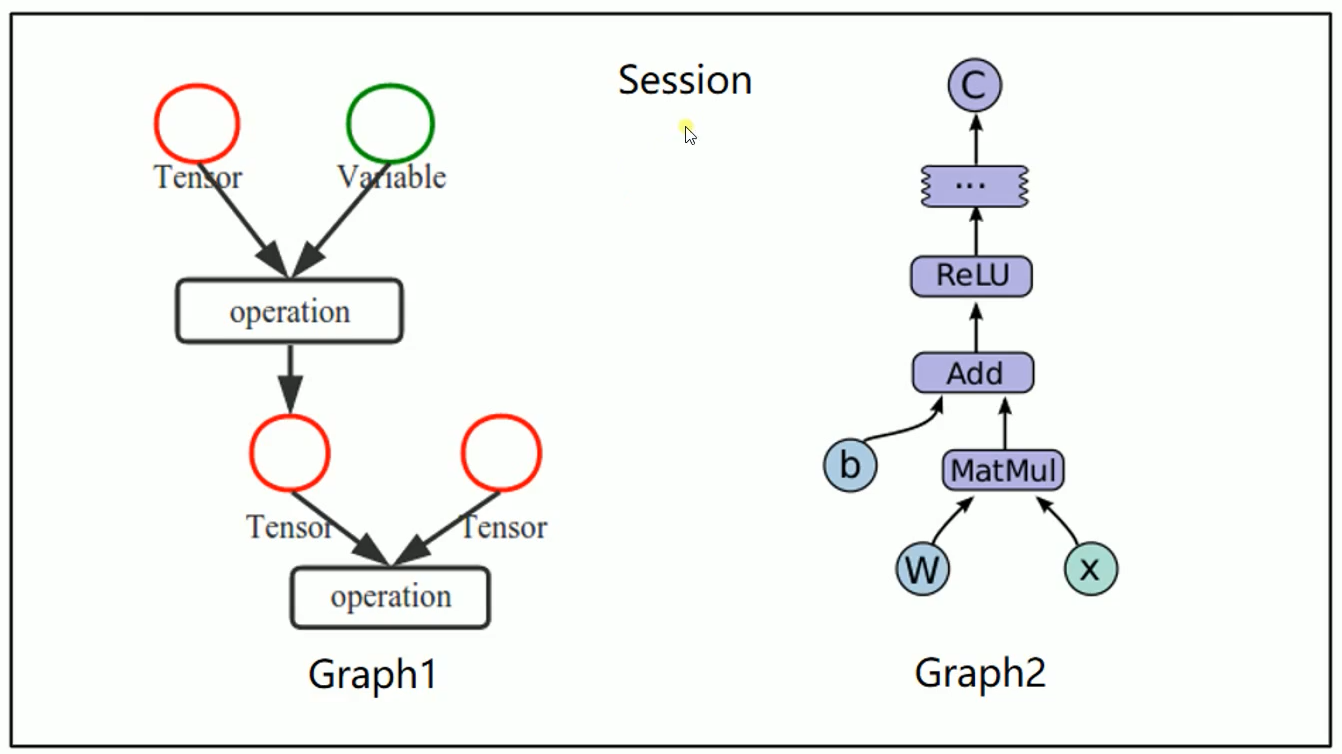 Session
Tensor
Variable
operation
Tensor
Tensor
operation
Graph1
C
...
ReLU
Add
b
MatMul
W
x
Graph2